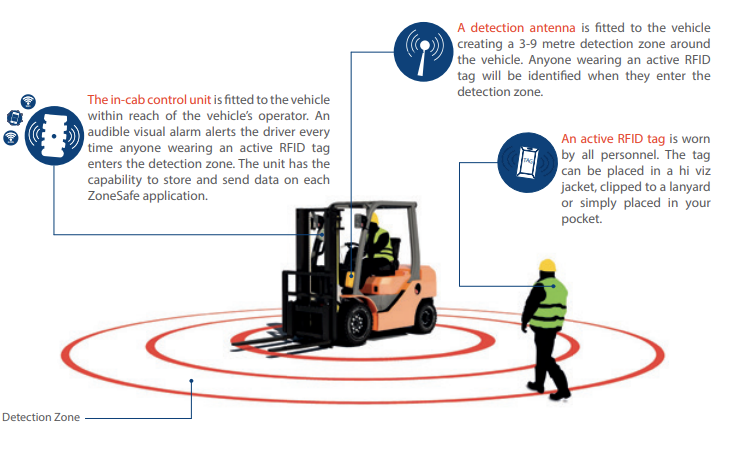 A detection antenna is fitted to the vehicle
creating a 3-9 metre detection zone around
the vehicle. Anyone wearing an active RFID
tag will be identified when they enter the
detection zone.
The in-cab control unit is fitted to the vehicle
within reach of the vehicle's operator. An
audible visual alarm alerts the driver every
time anyone wearing an active RFID tag
enters the detection zone. The unit has the
capability to store and send data on each
ZoneSafe application.
TAG
An active RFID tag is worn
by all personnel. The tag
can be placed in a hi viz
jacket, clipped to a lanyard
or simply placed in your
pocket.
Detection Zone